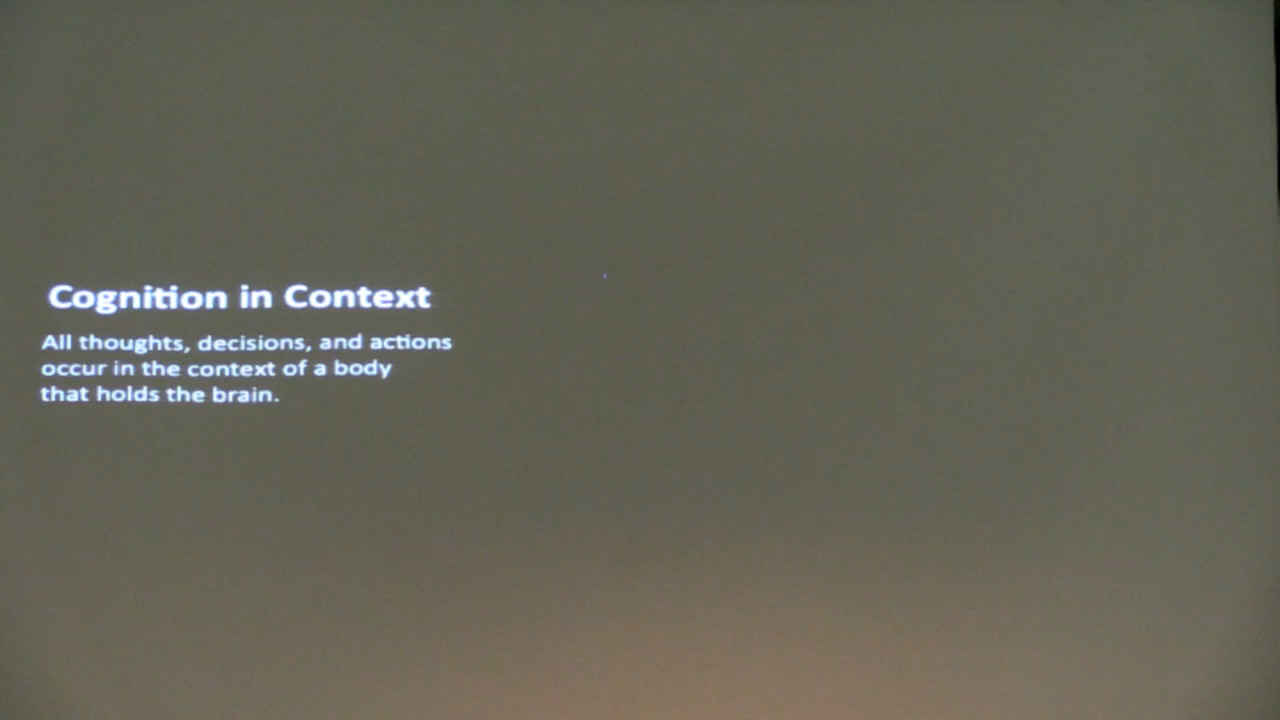 Cognition in Context
All thoughts, decisions, and actions
occur in the context of a body
that holds the brain.